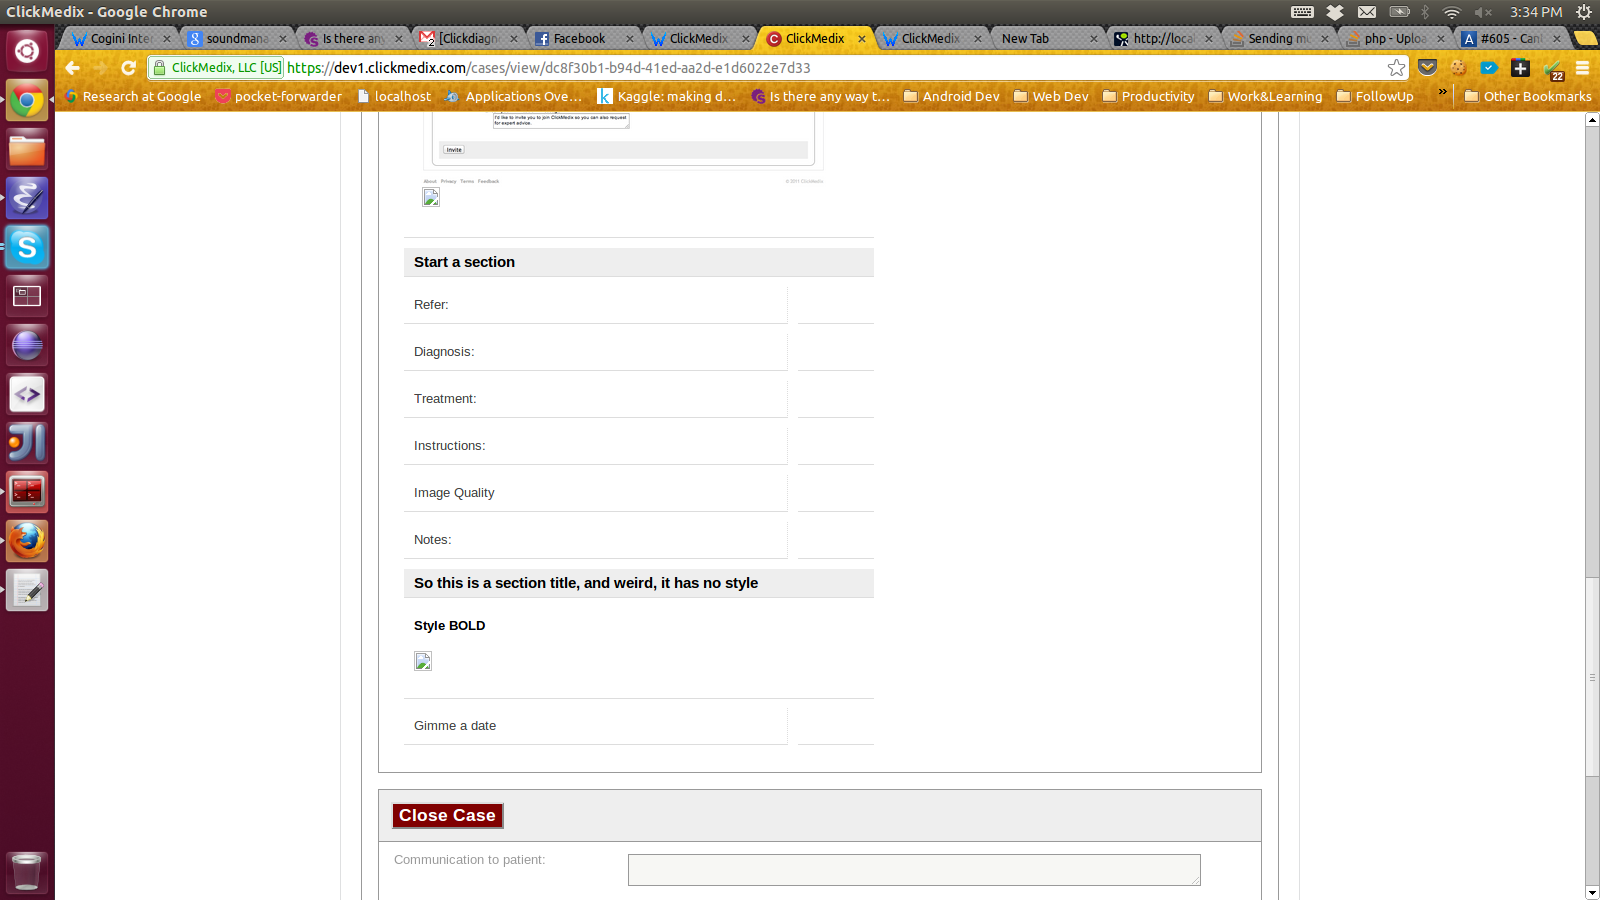 ClickMedix - Google Chrome
3:34 PM
Cogini Inte
soundmana
Is there any
[Clickdiagn
Facebook
ClickMedix
ClickMedix
ClickMedix
New Tab
http://loca
Sending mu
php - Uploa
#605 - Can
ClickMedix, LLC [US]
https://dev1.clickmedix.com/cases/view/dc8f30b1-b94d-41ed-aa2d-e1d6022e7d33
22
Research at Google
pocket-forwarder
localhost
Applications Ove...
Kaggle: making d...
Is there any way t...
Android Dev
Web Dev
Productivity
Work&Learning
FollowUp
»
Other Bookmarks
I'd like to invite you to join ClickMedix so you can also request
for expert advice.
Invite
About Privacy Terms Feedback
© 2011 ClickMedix
Start a section
Refer:
Diagnosis:
Treatment:
Instructions:
Image Quality
Notes:
So this is a section title, and weird, it has no style
Style BOLD
Gimme a date
Close Case
Communication to patient: